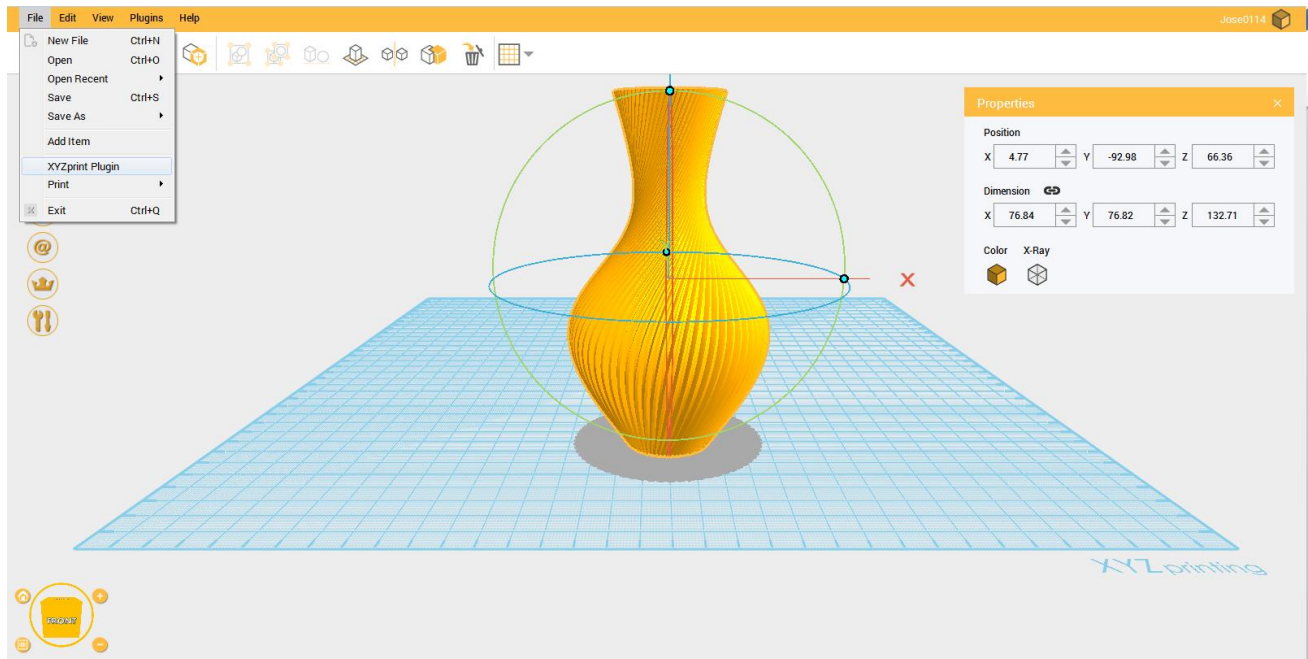 File Edit View Plugins Help
Jose0114
New File Ctrl+N
Open Ctrl+O
Open Recent
Save Ctrl+S
Save As
Add Item
XYZprint Plugin
Print
Exit Ctrl+Q
Properties
Position
X 4.77 Y -92.98 Z 66.36
Dimension
X 76.84 Y 76.82 Z 132.71
Color X-Ray
X
@
XYZprinting
FRONT